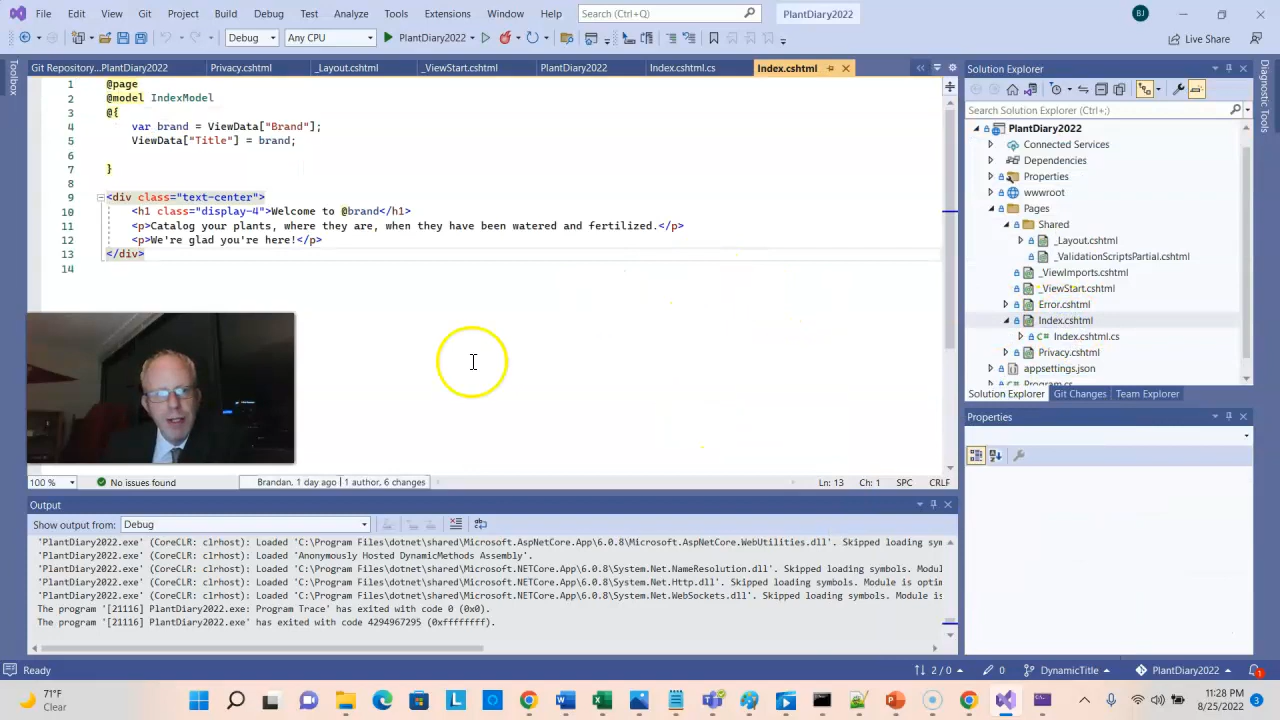 File Edit View Git Project Build Debug Test Analyze Tools Extensions Window Help Search (Ctrl+Q) PlantDiary2022 BJ
Debug Any CPU PlantDiary2022 Live Share
Git Repository...PlantDiary2022 Privacy.cshtml _Layout.cshtml _ViewStart.cshtml PlantDiary2022 Index.cshtml.cs Index.cshtml
1 @page
2 @model IndexModel
3 @{
4 var brand = ViewData["Brand"];
5 ViewData["Title"] = brand;
6
7 }
8
9 <div class="text-center">
10 <h1 class="display-4">Welcome to @brand</h1>
11 <p>Catalog your plants, where they are, when they have been watered and fertilized.</p>
12 <p>We're glad you're here!</p>
13 </div>
14
100 % No issues found Brandan, 1 day ago | 1 author, 6 changes Ln: 13 Ch: 1 SPC CRLF
Output
Show output from: Debug
'PlantDiary2022.exe' (CoreCLR: clrhost): Loaded 'C:\Program Files\dotnet\shared\Microsoft.AspNetCore.App\6.0.8\Microsoft.AspNetCore.WebUtilities.dll'. Skipped loading sym
'PlantDiary2022.exe' (CoreCLR: clrhost): Loaded 'Anonymously Hosted DynamicMethods Assembly'.
'PlantDiary2022.exe' (CoreCLR: clrhost): Loaded 'C:\Program Files\dotnet\shared\Microsoft.NETCore.App\6.0.8\System.Net.NameResolution.dll'. Skipped loading symbols. Modul
'PlantDiary2022.exe' (CoreCLR: clrhost): Loaded 'C:\Program Files\dotnet\shared\Microsoft.NETCore.App\6.0.8\System.Net.Http.dll'. Skipped loading symbols. Module is optim
'PlantDiary2022.exe' (CoreCLR: clrhost): Loaded 'C:\Program Files\dotnet\shared\Microsoft.NETCore.App\6.0.8\System.Net.WebSockets.dll'. Skipped loading symbols. Module is
The program '[21116] PlantDiary2022.exe: Program Trace' has exited with code 0 (0x0).
The program '[21116] PlantDiary2022.exe' has exited with code 4294967295 (0xffffffff).
Toolbox
Solution Explorer
Search Solution Explorer (Ctrl+;)
PlantDiary2022
Connected Services
Dependencies
Properties
wwwroot
Pages
Shared
_Layout.cshtml
_ValidationScriptsPartial.cshtml
_ViewImports.cshtml
_ViewStart.cshtml
Error.cshtml
Index.cshtml
Index.cshtml.cs
Privacy.cshtml
appsettings.json
Program.cs
Solution Explorer Git Changes Team Explorer
Properties
Diagnostic Tools
Ready 2 / 0 0 DynamicTitle PlantDiary2022 1
71°F
Clear
11:28 PM
8/25/2022 3